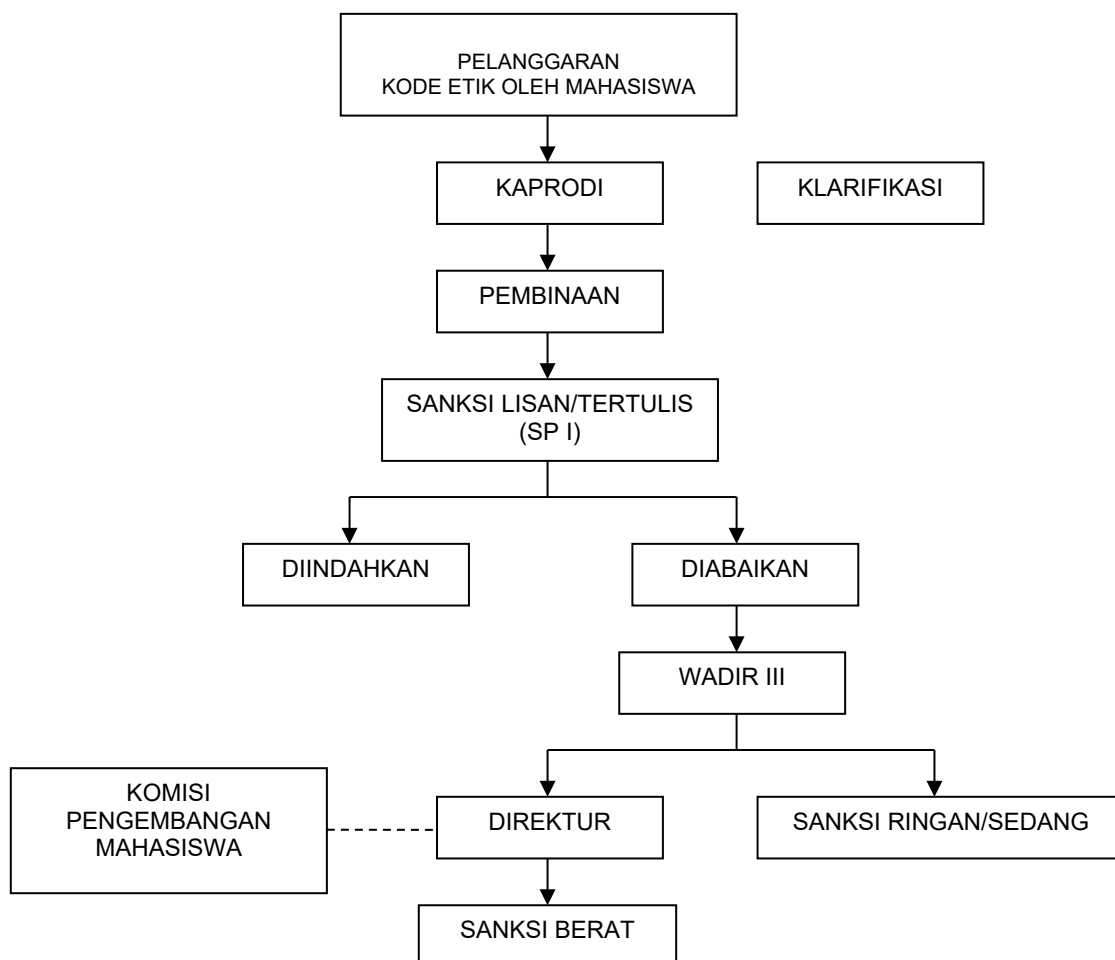 PELANGGARAN
KODE ETIK OLEH MAHASISWA
KAPRODI
KLARIFIKASI
PEMBINAAN
SANKSI LISAN/TERTULIS
(SP I)
DIINDAHKAN
DIABAIKAN
WADIR III
KOMISI
PENGEMBANGAN
MAHASISWA
DIREKTUR
SANKSI RINGAN/SEDANG
SANKSI BERAT